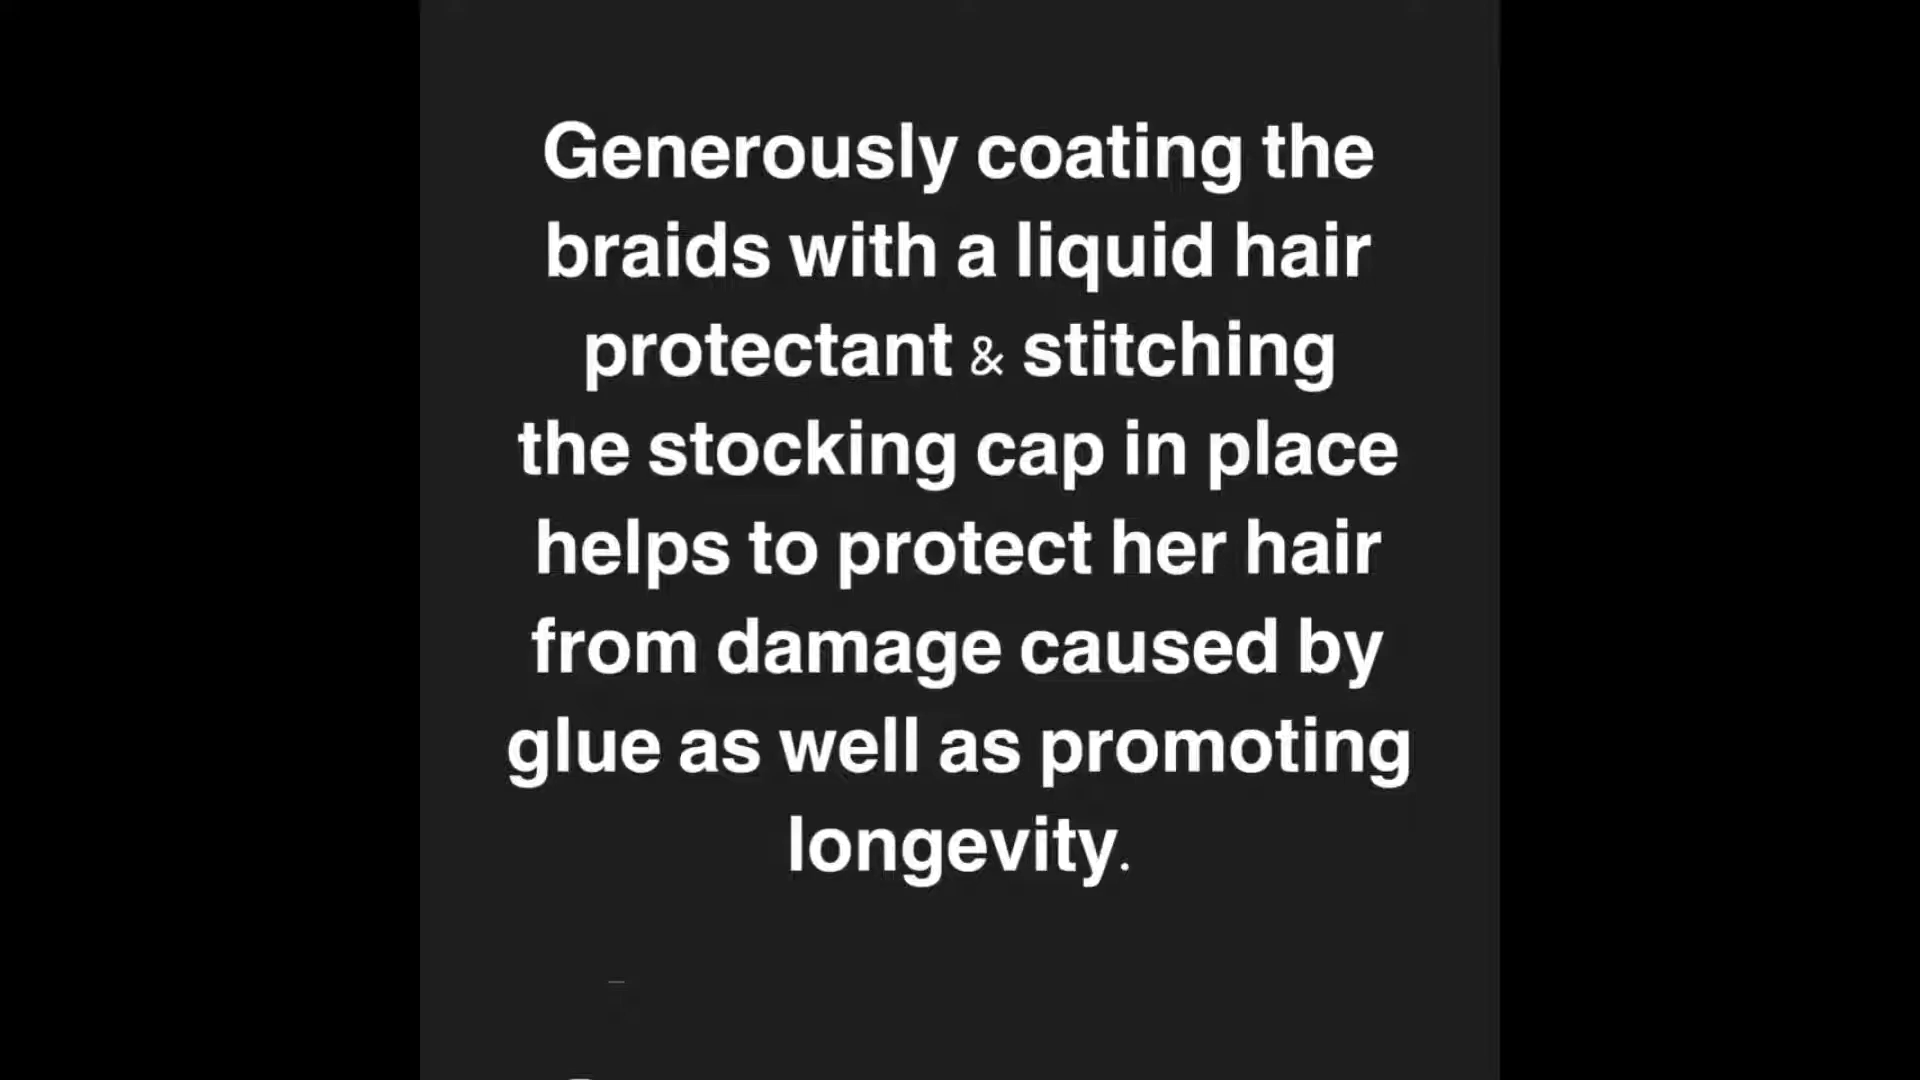 Generously coating the
braids with a liquid hair
protectant & stitching
the stocking cap in place
helps to protect her hair
from damage caused by
glue as well as promoting
longevity.